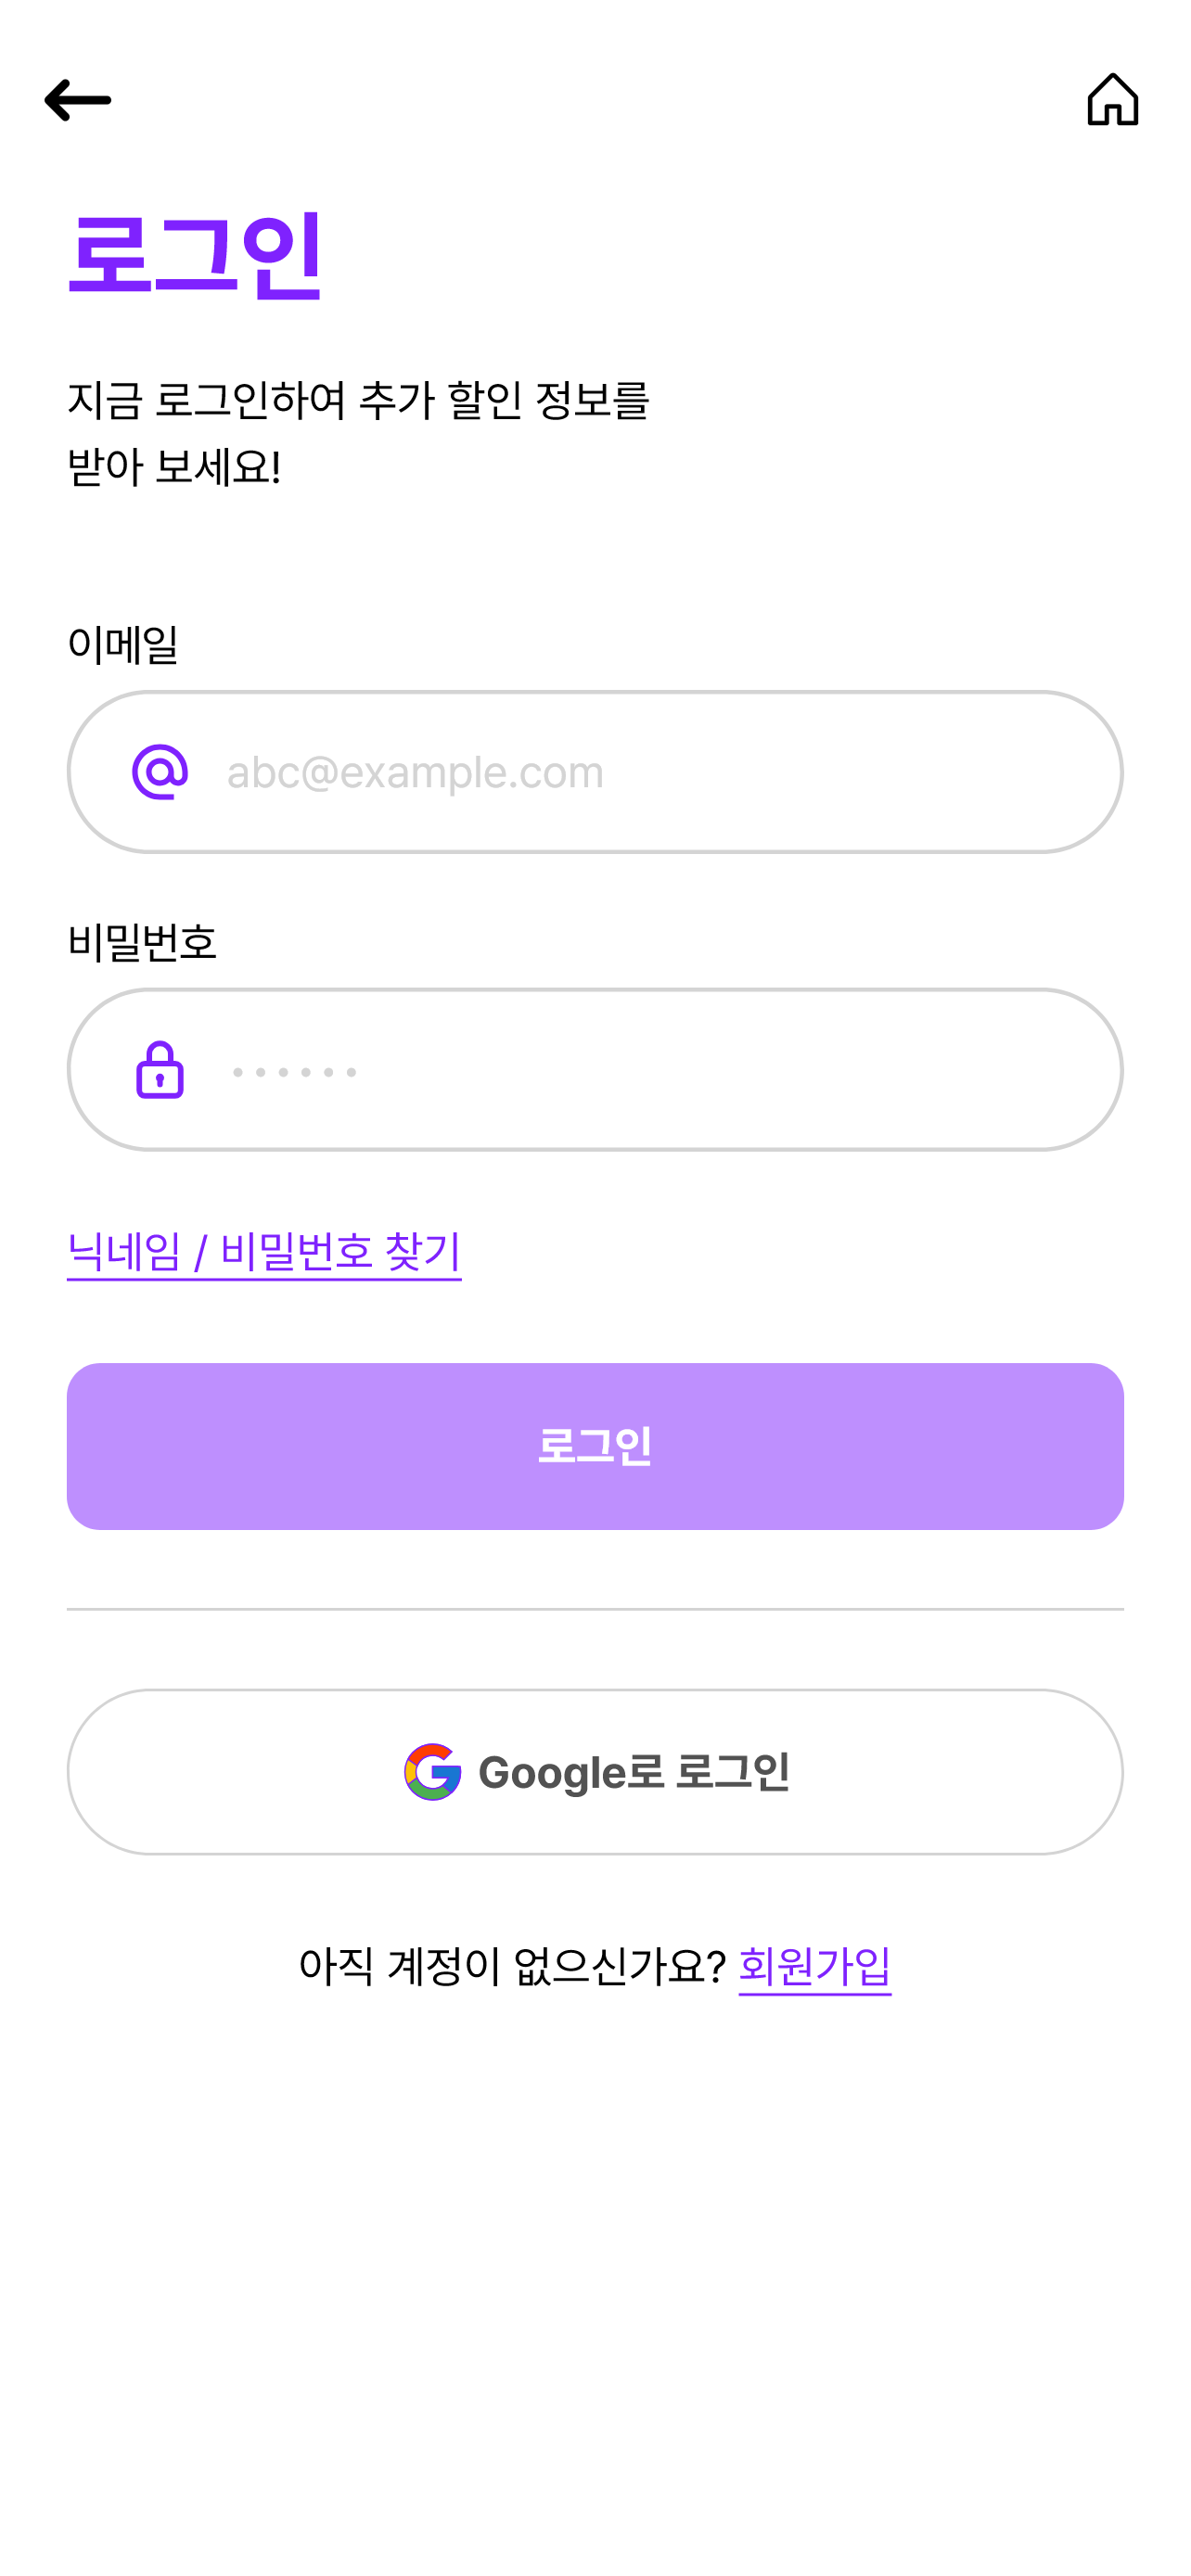 로그인
지금 로그인하여 추가 할인 정보를
받아 보세요!
이메일
abc@example.com
비밀번호
••••••
닉네임 / 비밀번호 찾기
로그인
Google로 로그인
아직 계정이 없으신가요? 회원가입